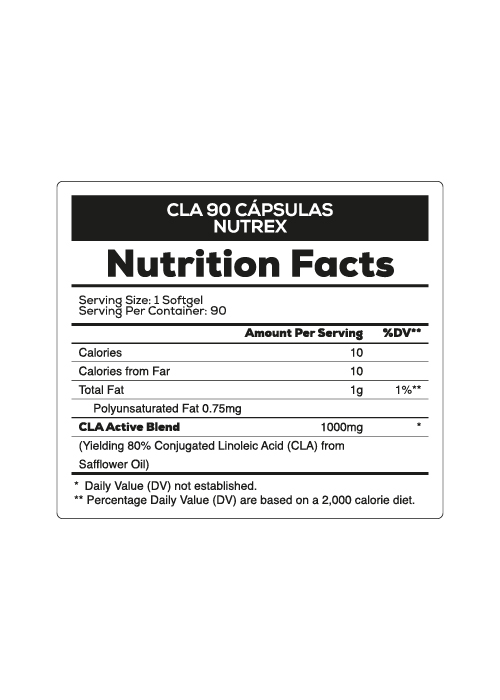 CLA 90 CÁPSULAS
NUTREX
Nutrition Facts
Serving Size: 1 Softgel
Serving Per Container: 90
Amount Per Serving %DV**
Calories 10
Calories from Far 10
Total Fat 1g 1%**
Polyunsaturated Fat 0.75mg
CLA Active Blend 1000mg *
(Yielding 80% Conjugated Linoleic Acid (CLA) from
Safflower Oil)
* Daily Value (DV) not established.
** Percentage Daily Value (DV) are based on a 2,000 calorie diet.